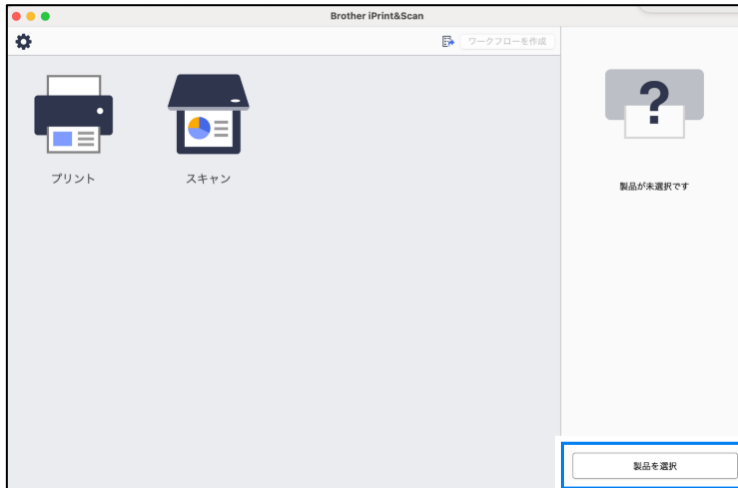 Brother iPrint&Scan
ワークフローを作成
プリント
スキャン
?
製品が未選択です
製品を選択